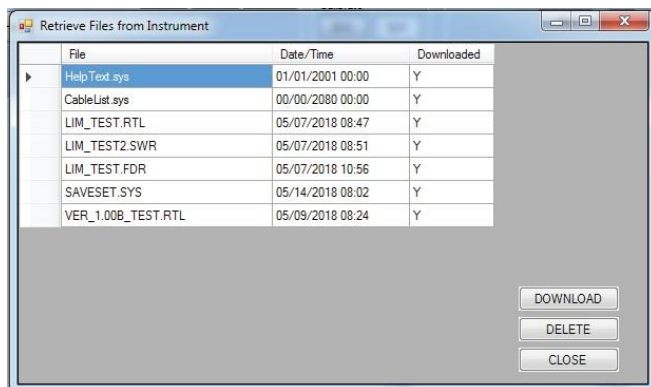 Retrieve Files from Instrument
File Date/Time Downloaded
HelpText.sys 01/01/2001 00:00 Y
CableList.sys 00/00/2080 00:00 Y
LIM_TEST.RTL 05/07/2018 08:47 Y
LIM_TEST2.SWR 05/07/2018 08:51 Y
LIM_TEST.FDR 05/07/2018 10:56 Y
SAVESET.SYS 05/14/2018 08:02 Y
VER_1.00B_TEST.RTL 05/09/2018 08:24 Y
DOWNLOAD
DELETE
CLOSE